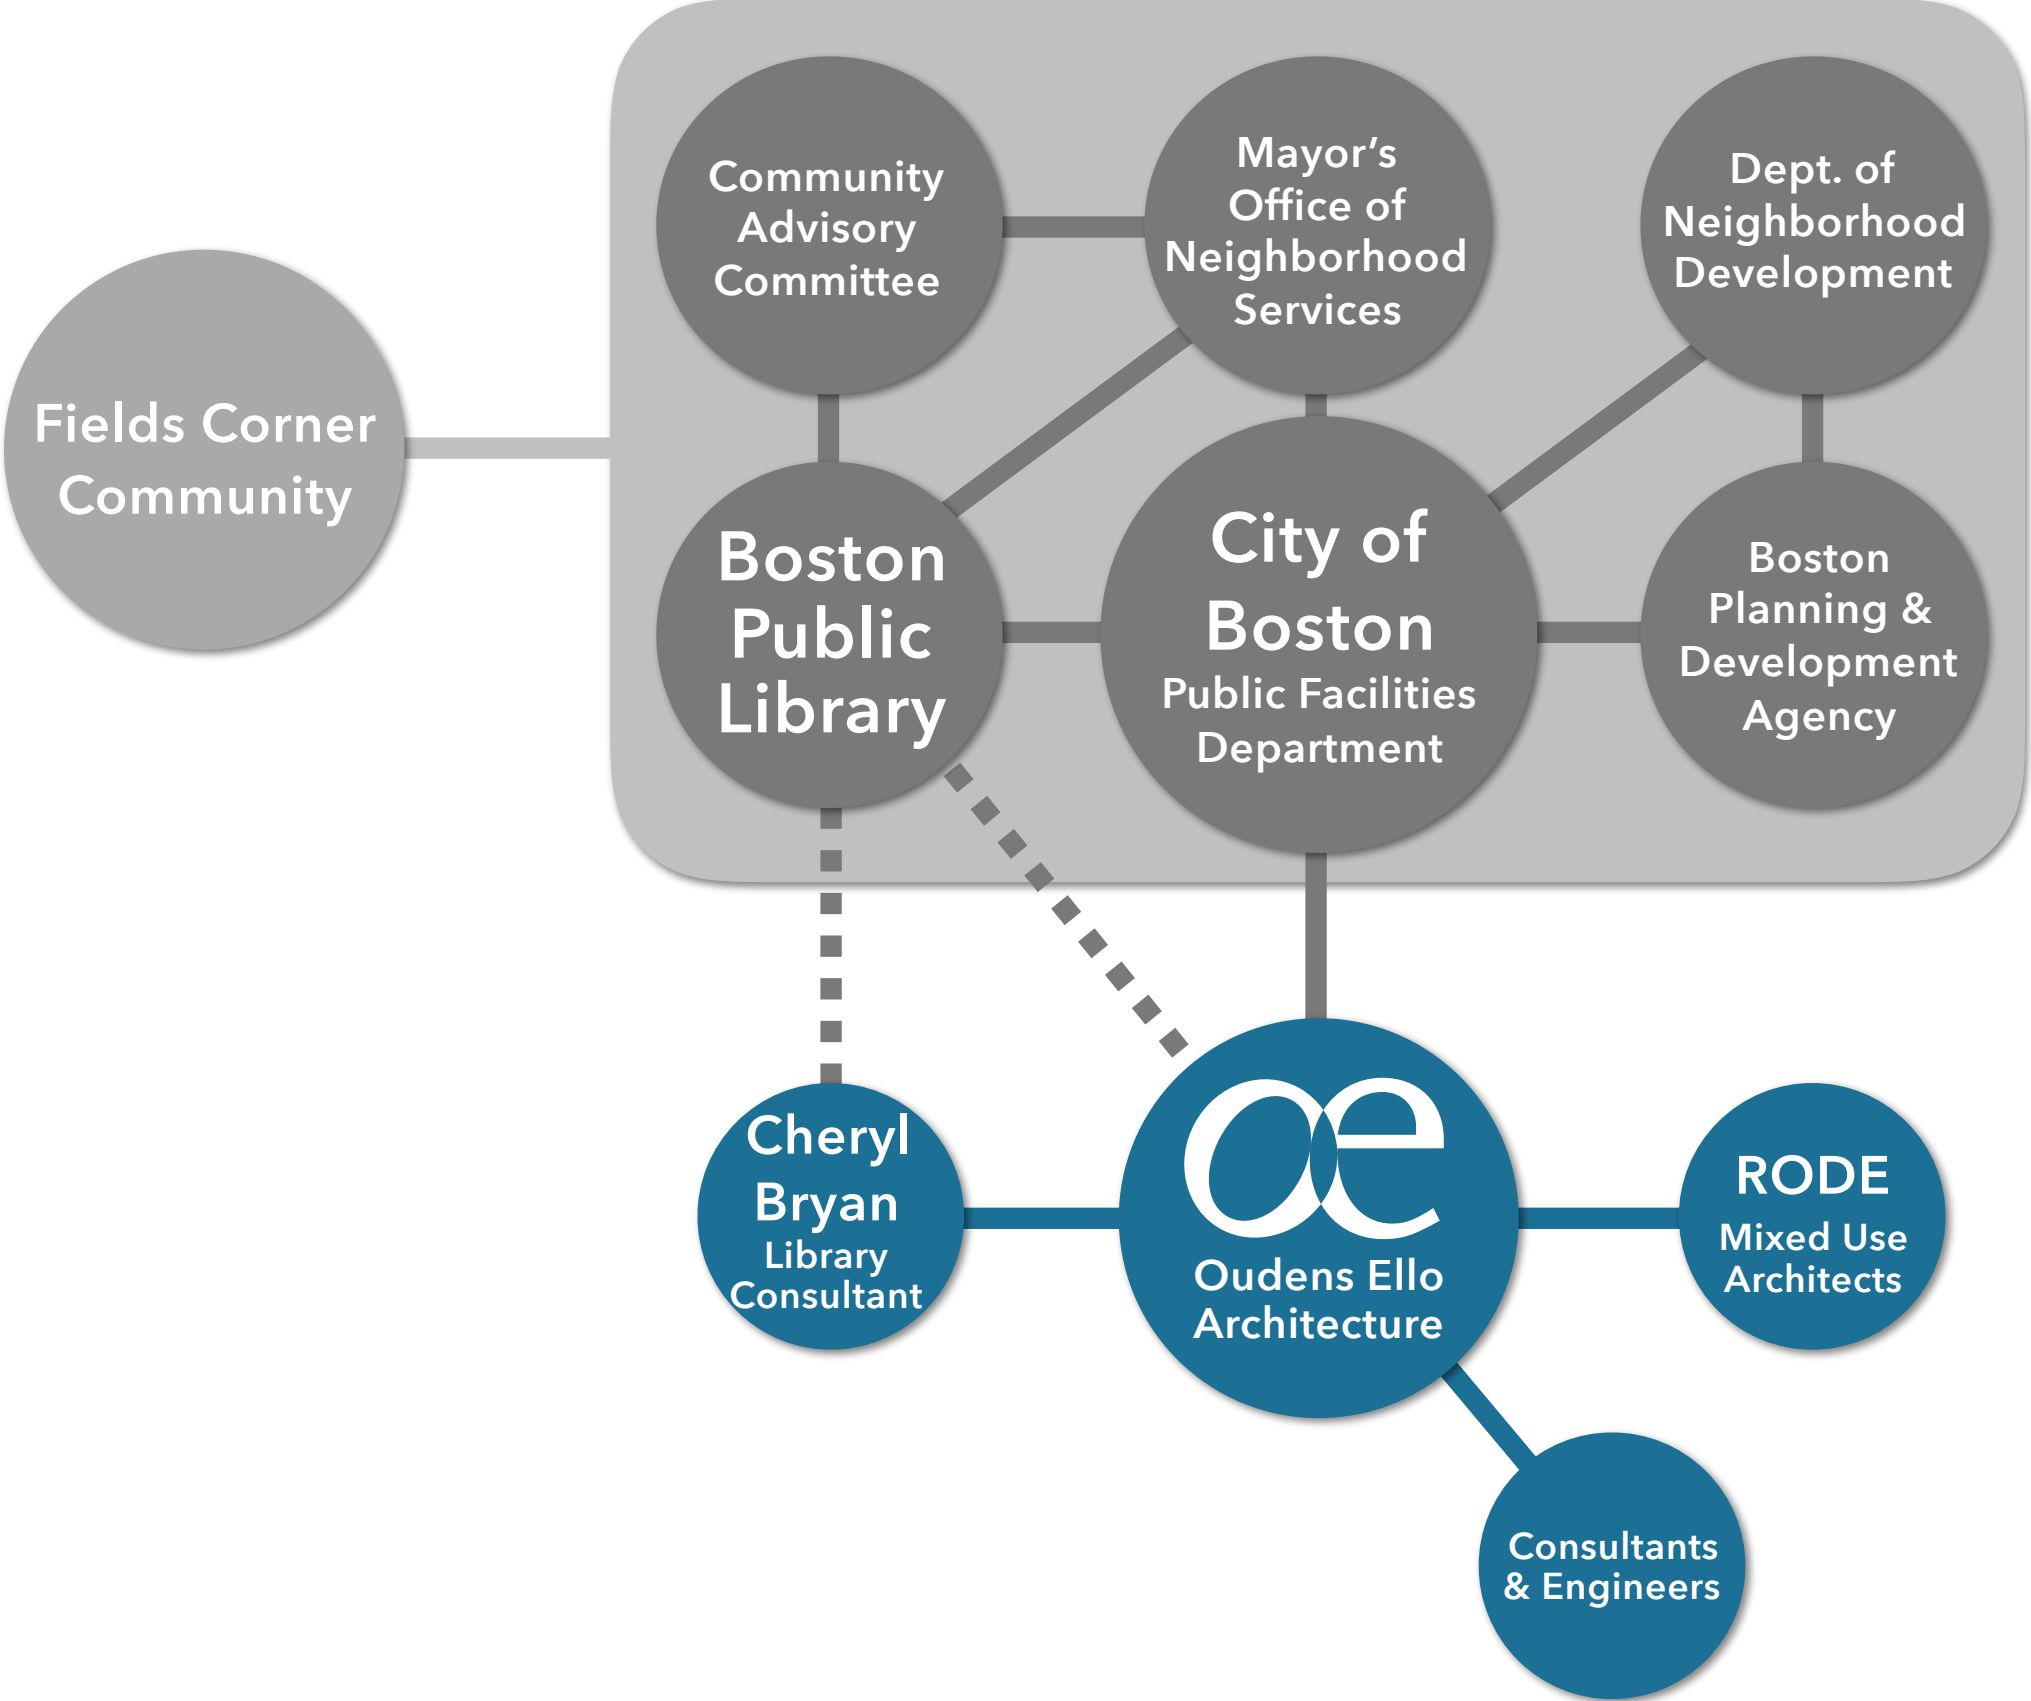 Community
Advisory
Committee
Mayor’s
Office of
Neighborhood
Services
Dept. of
Neighborhood
Development
Fields Corner
Community
Boston
Public
Library
City of
Boston
Public Facilities
Department
Boston
Planning &
Development
Agency
Cheryl
Bryan
Library
Consultant
œ
Oudens Ello
Architecture
RODE
Mixed Use
Architects
Consultants
& Engineers